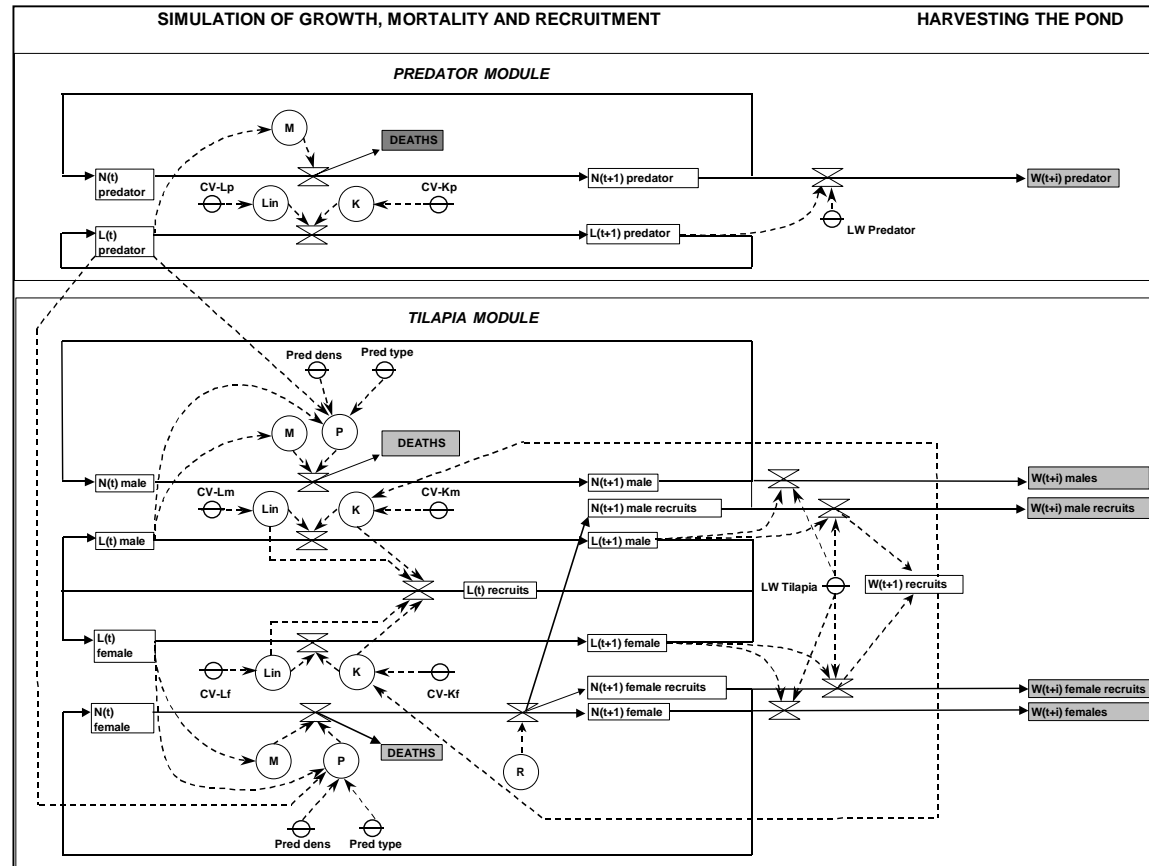 SIMULATION OF GROWTH, MORTALITY AND RECRUITMENT
HARVESTING THE POND
PREDATOR MODULE
M
DEATHS
N(t)
predator
N(t+1) predator
W(t+i) predator
CV-Lp
Lin
K
CV-Kp
L(t)
predator
L(t+1) predator
LW Predator
TILAPIA MODULE
Pred dens
Pred type
M
P
DEATHS
N(t) male
N(t+1) male
W(t+i) males
CV-Lm
Lin
K
CV-Km
N(t+1) male recruits
W(t+i) male recruits
L(t) male
L(t+1) male
L(t) recruits
LW Tilapia
W(t+1) recruits
L(t)
female
L(t+1) female
CV-Lf
Lin
K
CV-Kf
N(t+1) female recruits
W(t+i) female recruits
N(t)
female
N(t+1) female
W(t+i) females
M
P
DEATHS
R
Pred dens
Pred type